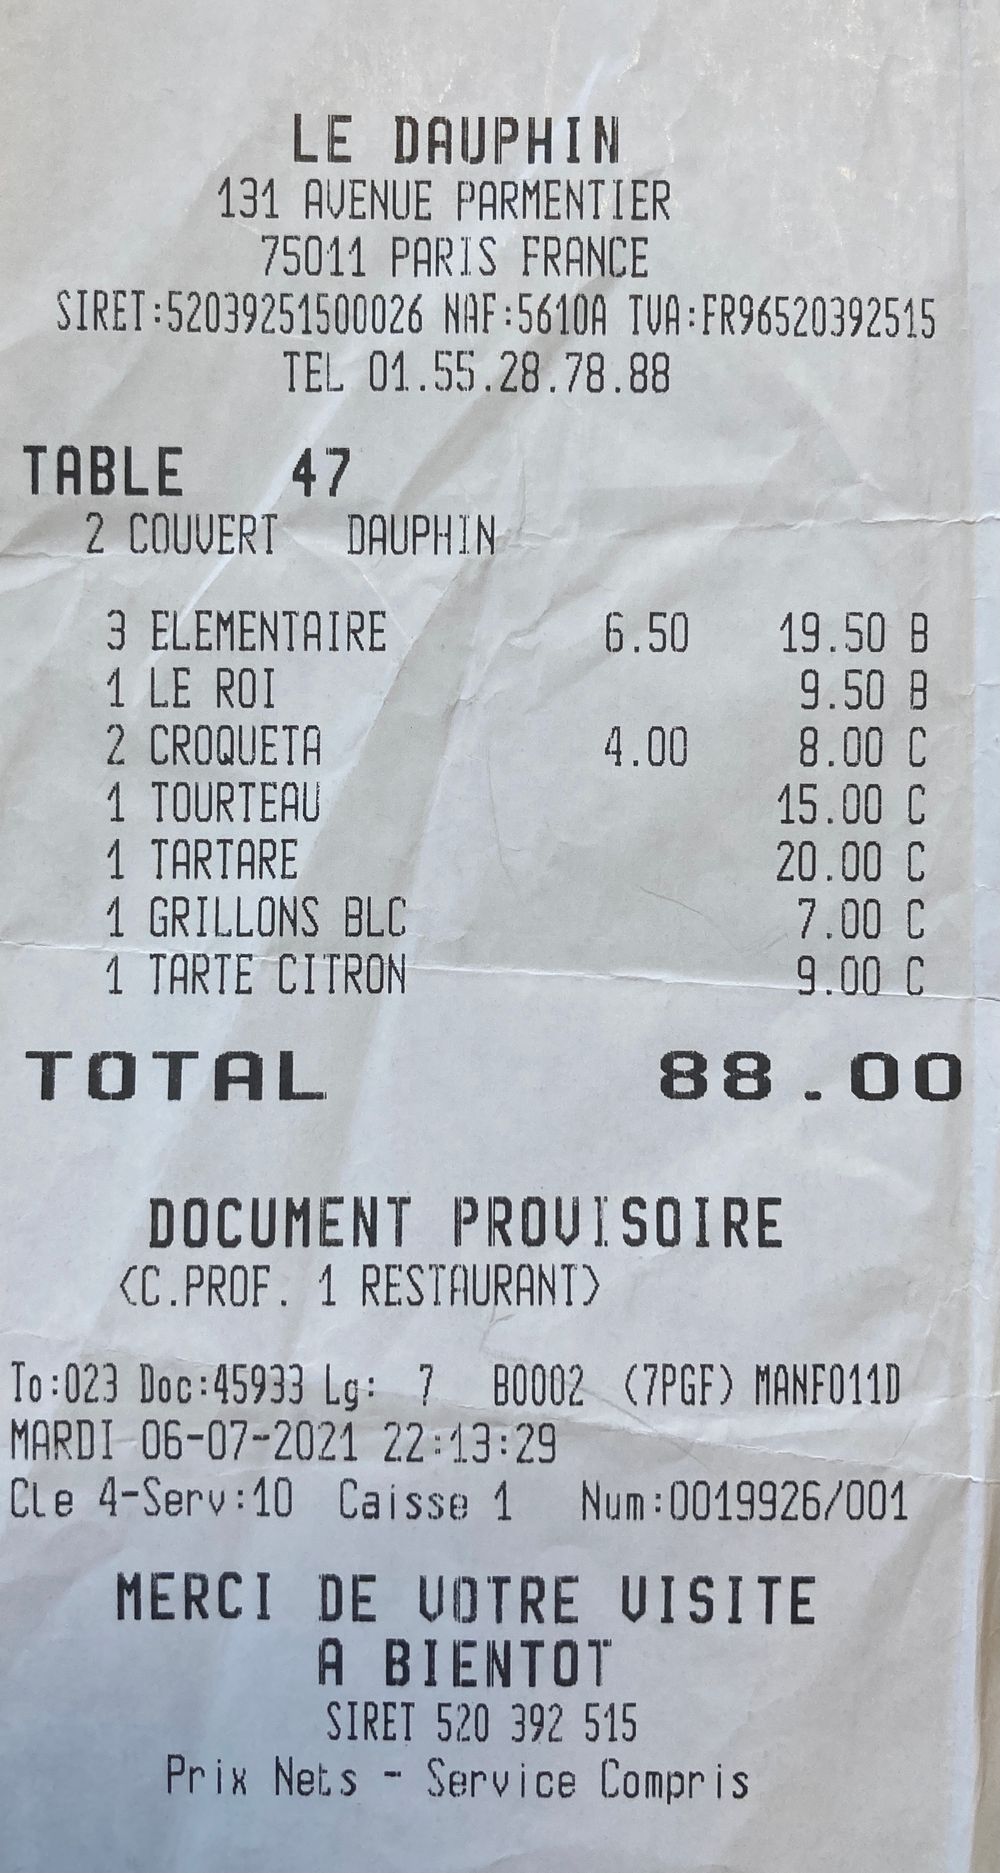 LE DAUPHIN
131 AVENUE PARMENTIER
75011 PARIS FRANCE
SIRET:52039251500026 NAF:5610A TVA:FR96520392515
TEL 01.55.28.78.88
TABLE 47
2 COUVERT DAUPHIN
3 ELEMENTAIRE 6.50 19.50 B
1 LE ROI 9.50 B
2 CROQUETA 4.00 8.00 C
1 TOURTEAU 15.00 C
1 TARTARE 20.00 C
1 GRILLONS BLC 7.00 C
1 TARTE CITRON 9.00 C
TOTAL 88.00
DOCUMENT PROVISOIRE
<C.PROF. 1 RESTAURANT>
To:023 Doc:45933 Lg: 7 B0002 (7PGF) MANF011D
MARDI 06-07-2021 22:13:29
Cle 4-Serv:10 Caisse 1 Num:0019926/001
MERCI DE VOTRE VISITE
A BIENTOT
SIRET 520 392 515
Prix Nets - Service Compris